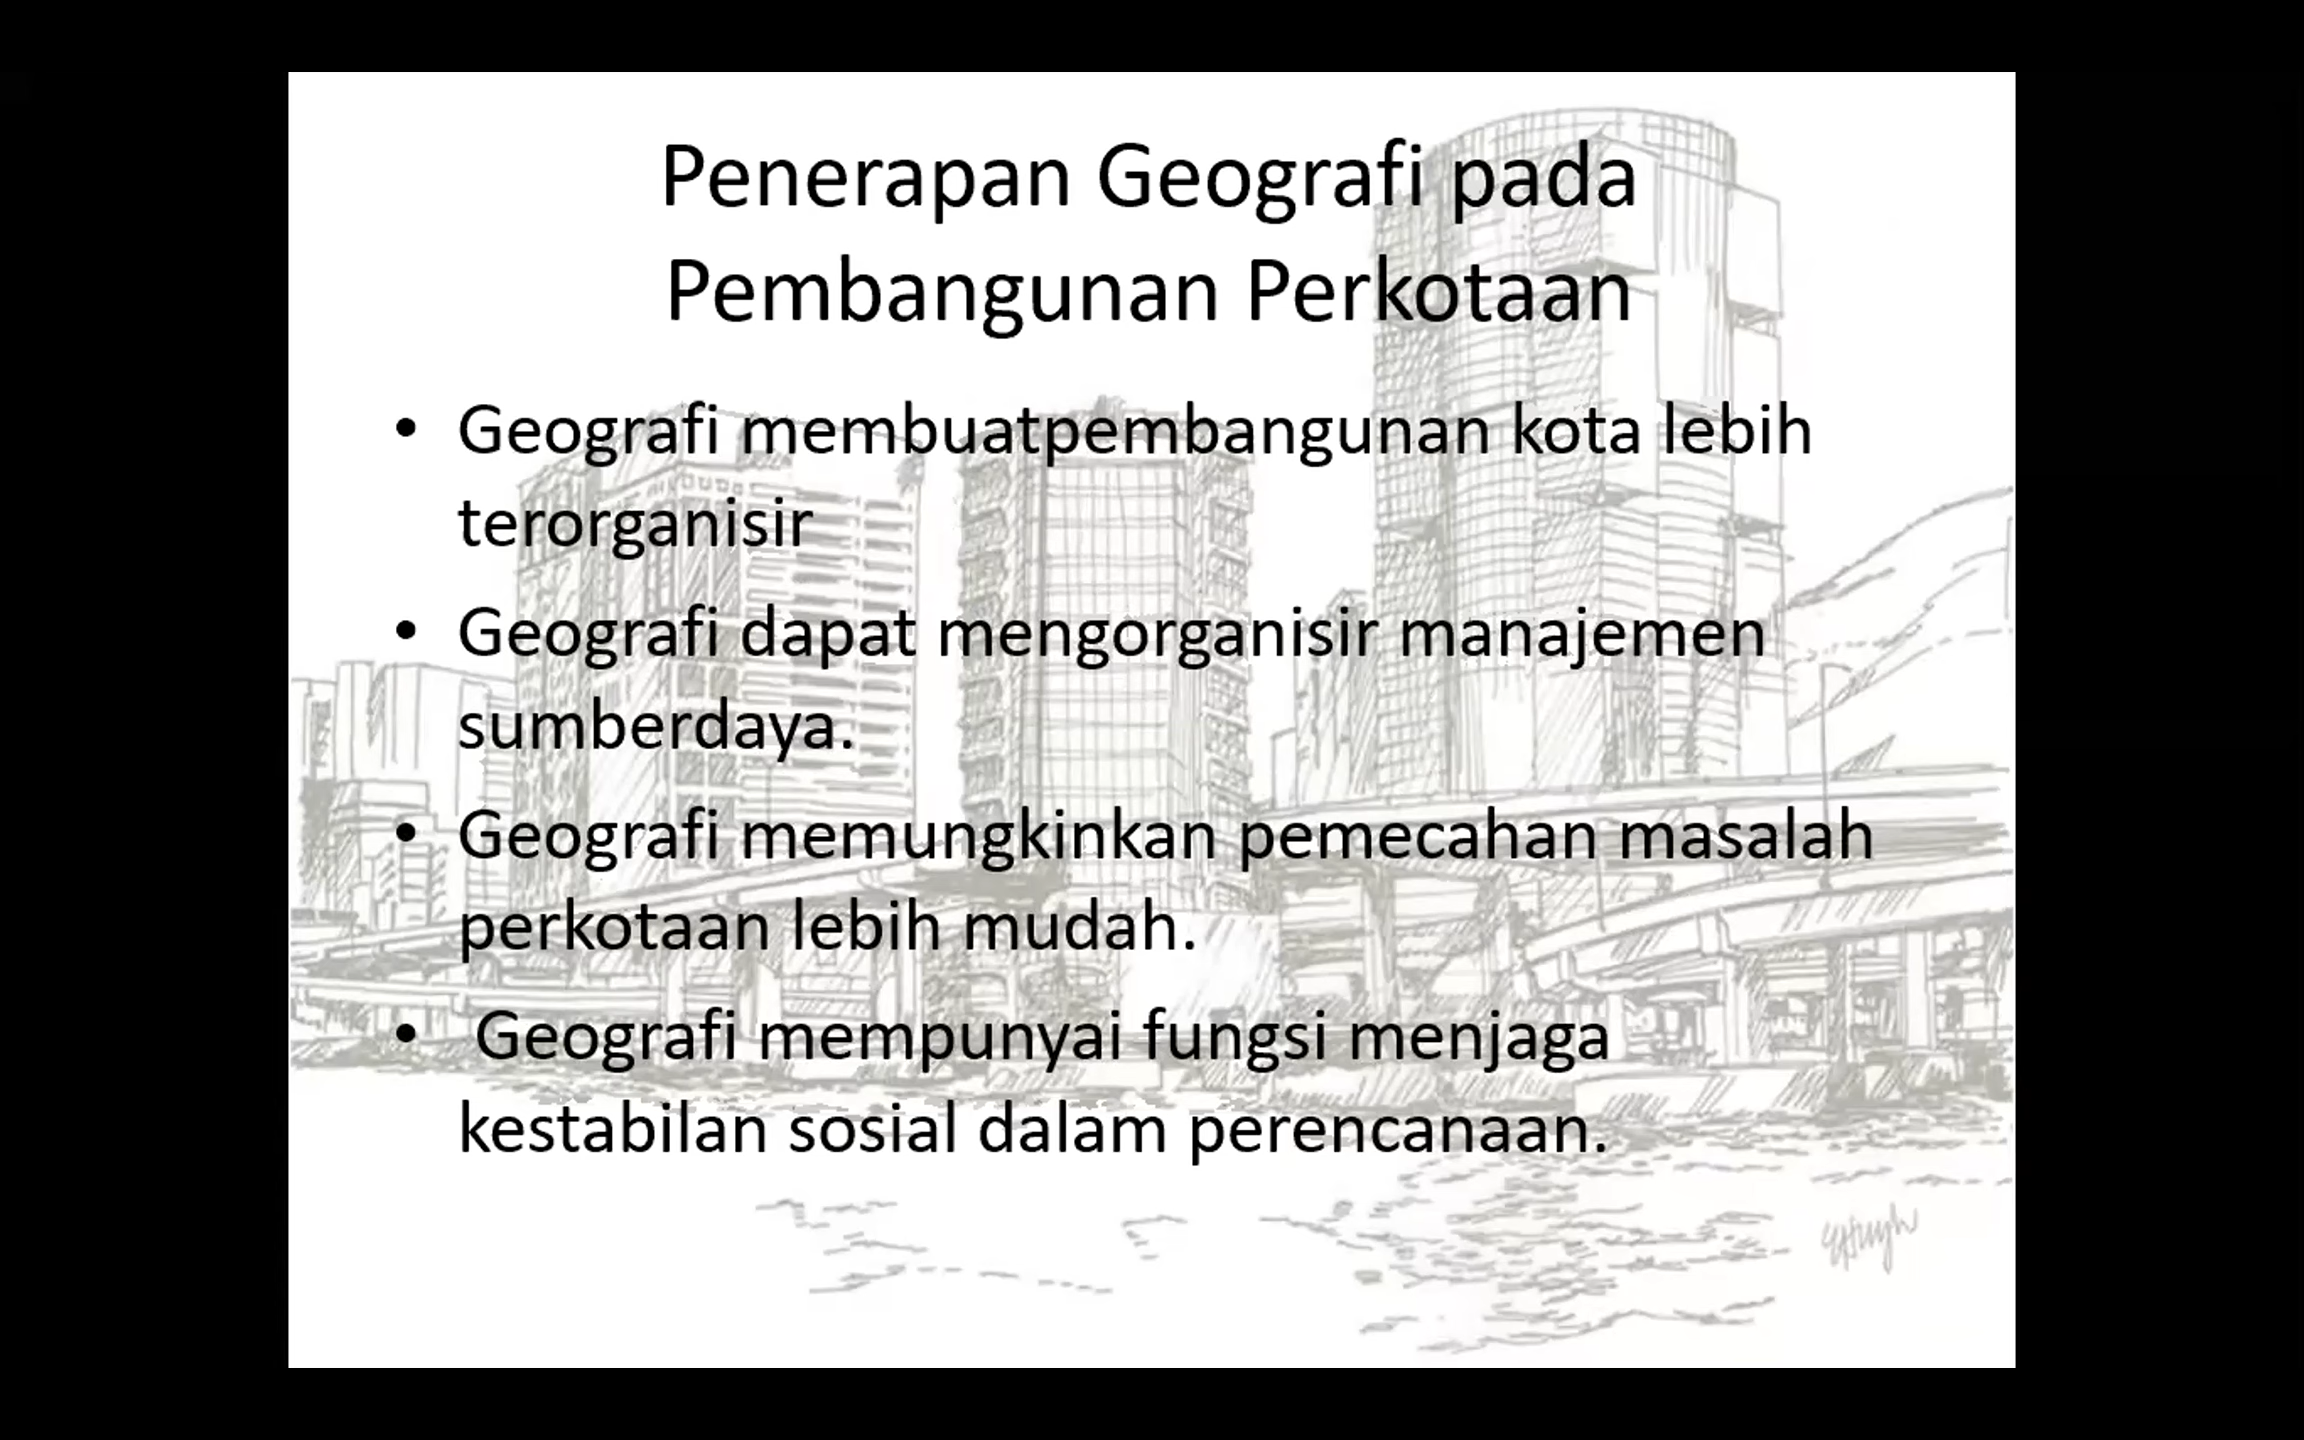 Penerapan Geografi pada
Pembangunan Perkotaan
• Geografi membuatpembangunan kota lebih
terorganisir
• Geografi dapat mengorganisir manajemen
sumberdaya.
• Geografi memungkinkan pemecahan masalah
perkotaan lebih mudah.
• Geografi mempunyai fungsi menjaga
kestabilan sosial dalam perencanaan.